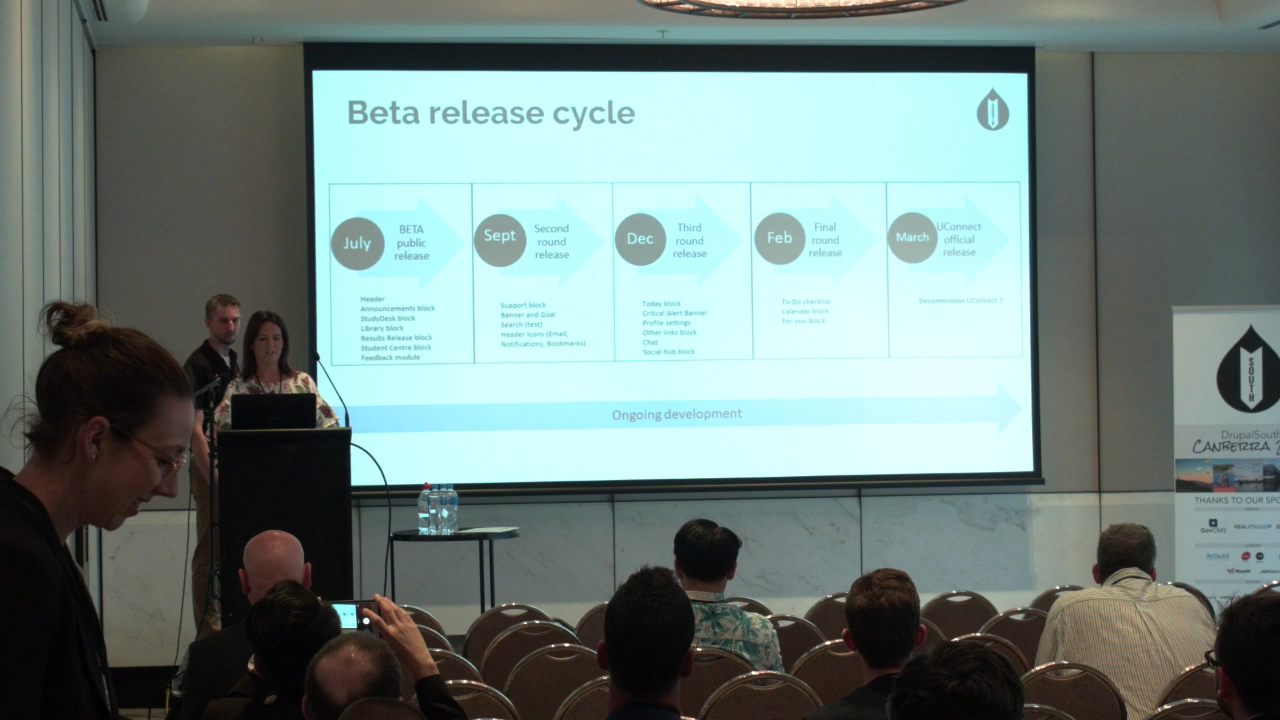 Beta release cycle
July
BETA
public
release
Header
Announcements block
StudyDesk block
Library block
Results Release block
Student Centre block
Feedback module
Sept
Second
round
release
Support block
Banner and Goal
Search (test)
Header Icons (Email,
Notifications, Bookmarks)
Dec
Third
round
release
Today block
Critical Alert Banner
Profile settings
Other links block
Chat
Social hub block
Feb
Final
round
release
To-Do checklist
Calendar block
For-you block
March
UConnect
official
release
Decommission UConnect 7
Ongoing development
SOUTH
DrupalSouth
CANBERRA
THANKS TO OUR SPO
GovCMS
REALITYLOOP
ACQUIA